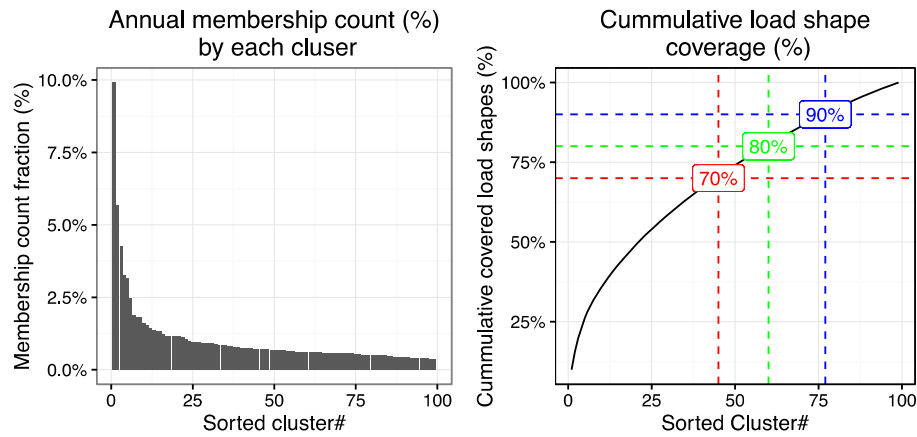 Annual membership count (%)
by each cluser
Membership count fraction (%)
10.0%
7.5%
5.0%
2.5%
0.0%
0
25
50
75
100
Sorted cluster#
Cummulative load shape
coverage (%)
Cummulative covered load shapes (%)
100%
75%
50%
25%
90%
80%
70%
0
25
50
75
100
Sorted Cluster#